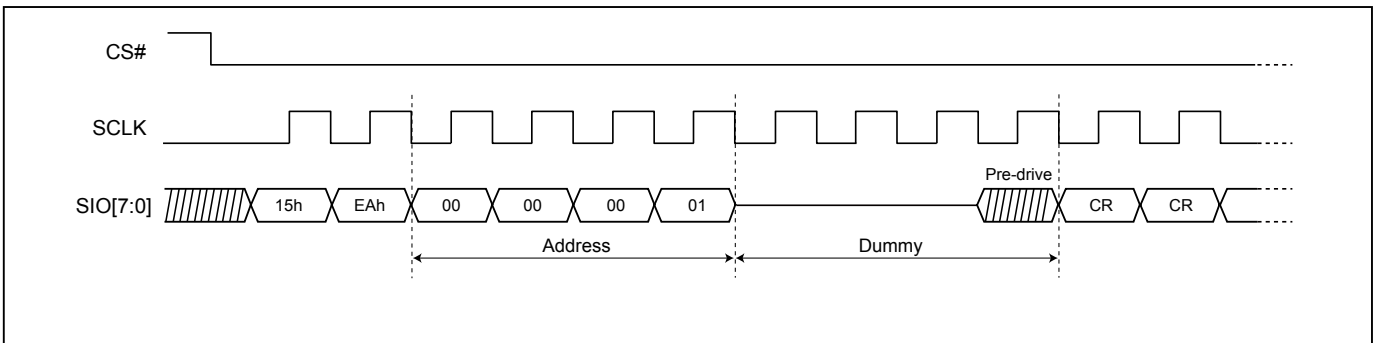 CS#
SCLK
Pre-drive
SIO[7:0] 15h EAh 00 00 00 01 CR CR
Address Dummy